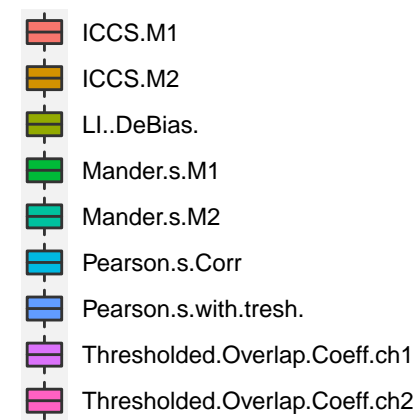 ICCS.M1
ICCS.M2
LI..DeBias.
Mander.s.M1
Mander.s.M2
Pearson.s.Corr
Pearson.s.with.tresh.
Thresholded.Overlap.Coeff.ch1
Thresholded.Overlap.Coeff.ch2